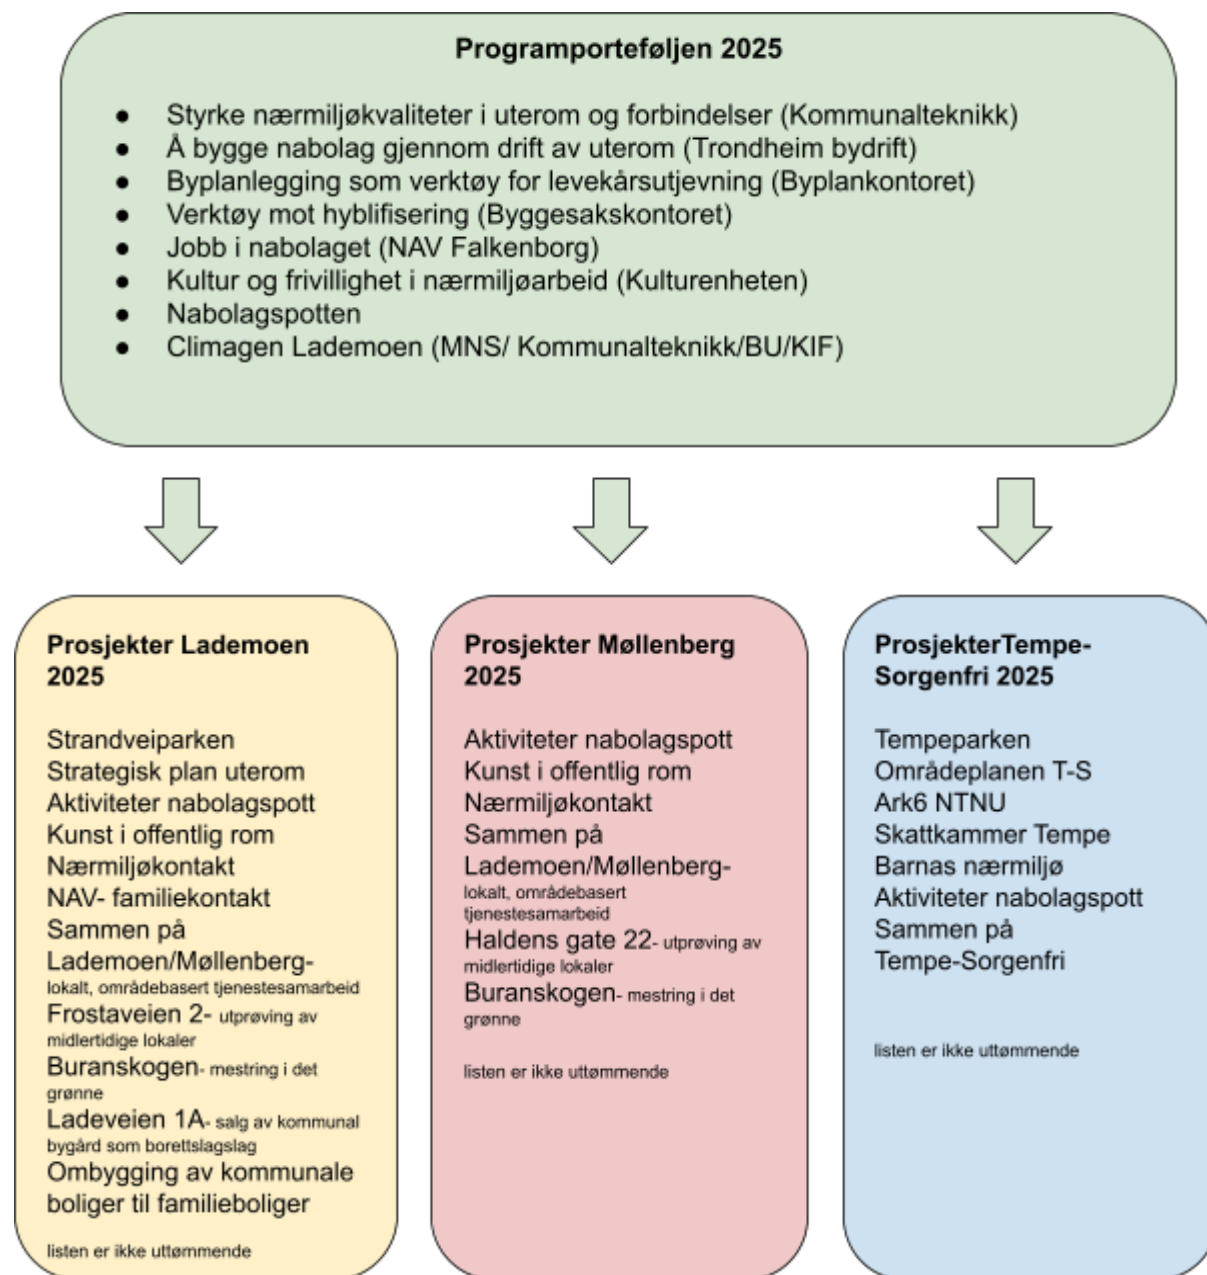 Programporteføljen 2025
● Styrke nærmiljøkvaliteter i uterom og forbindelser (Kommunalteknikk)
● Å bygge nabolag gjennom drift av uterom (Trondheim bydrift)
● Byplanlegging som verktøy for levekårsutjevning (Byplankontoret)
● Verktøy mot hyblifisering (Byggesakskontoret)
● Jobb i nabolaget (NAV Falkenborg)
● Kultur og frivillighet i nærmiljøarbeid (Kulturenheten)
● Nabolagspotten
● Climagen Lademoen (MNS/ Kommunalteknikk/BU/KIF)
Prosjekter Lademoen
2025
Strandveiparken
Strategisk plan uterom
Aktiviteter nabolagspott
Kunst i offentlig rom
Nærmiljøkontakt
NAV- familiekontakt
Sammen på
Lademoen/Møllenberg-
lokalt, områdebasert tjenestesamarbeid
Frostaveien 2- utprøving av
midlertidige lokaler
Buranskogen- mestring i det
grønne
Ladeveien 1A- salg av kommunal
bygård som borettslagslag
Ombygging av kommunale
boliger til familieboliger
listen er ikke uttømmende
Prosjekter Møllenberg
2025
Aktiviteter nabolagspott
Kunst i offentlig rom
Nærmiljøkontakt
Sammen på
Lademoen/Møllenberg-
lokalt, områdebasert
tjenestesamarbeid
Haldens gate 22- utprøving av
midlertidige lokaler
Buranskogen- mestring i det
grønne
listen er ikke uttømmende
ProsjekterTempe-
Sorgenfri 2025
Tempeparken
Områdeplanen T-S
Ark6 NTNU
Skattkammer Tempe
Barnas nærmiljø
Aktiviteter nabolagspott
Sammen på
Tempe-Sorgenfri
listen er ikke uttømmende